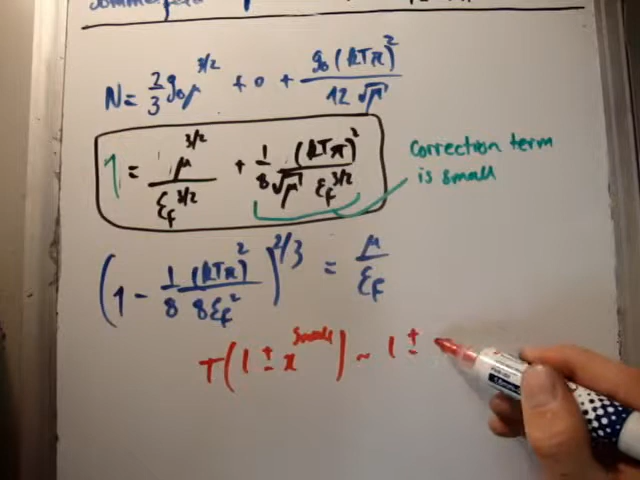 Sommerfeld
N = 2/3 g₀ μ^3/2 + 0 + g₀ (kTπ)² / 12 √μ
1 = μ^3/2 / ε_f^3/2 + 1/8 (kTπ)² / √μ ε_f^3/2
correction term
is small
(1 - 1/8 (kTπ)² / 8ε_f²)^2/3 = μ / ε_f
T(1 ± x^small) ~ 1 ±